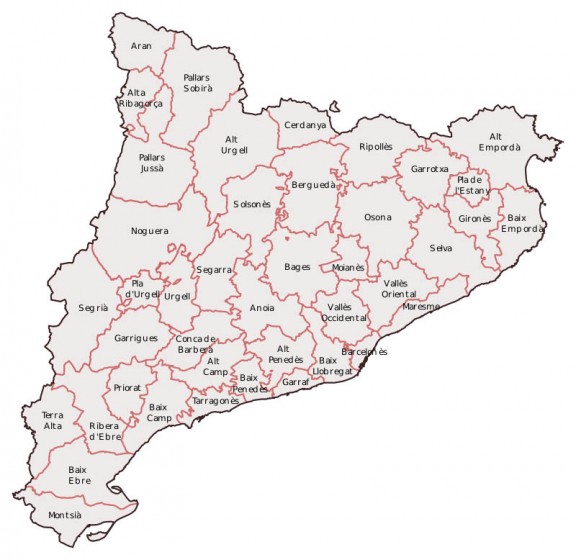 Aran
Pallars
Sobirà
Alta
Ribagorça
Cerdanya
Alt
Urgell
Ripollès
Alt
Empordà
Pallars
Jussà
Garrotxa
Berguedà
Pla de
l'Estany
Solsonès
Osona
Gironès
Baix
Empordà
Noguera
Selva
Segarra
Bages
Moianès
Pla
d'Urgell
Urgell
Vallès
Oriental
Segrià
Anoia
Vallès
Occidental
Maresme
Garrigues
Conca de
Barberà
Alt
Penedès
Barcelonès
Alt
Camp
Baix
Llobregat
Priorat
Baix
Penedès
Garraf
Tarragonès
Baix
Camp
Terra
Alta
Ribera
d'Ebre
Baix
Ebre
Montsià